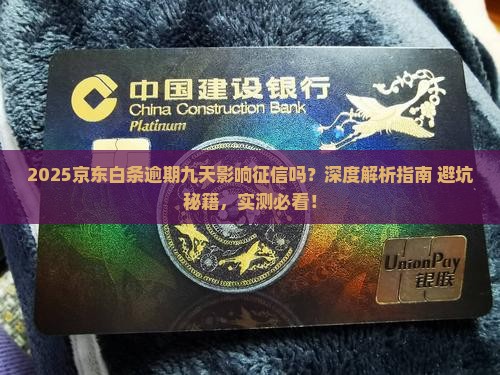 中国建设银行
China Construction Bank
Platinum
2025京东白条逾期九天影响征信吗？深度解析指南 避坑
秘籍，实测必看！
UnionPay
银联